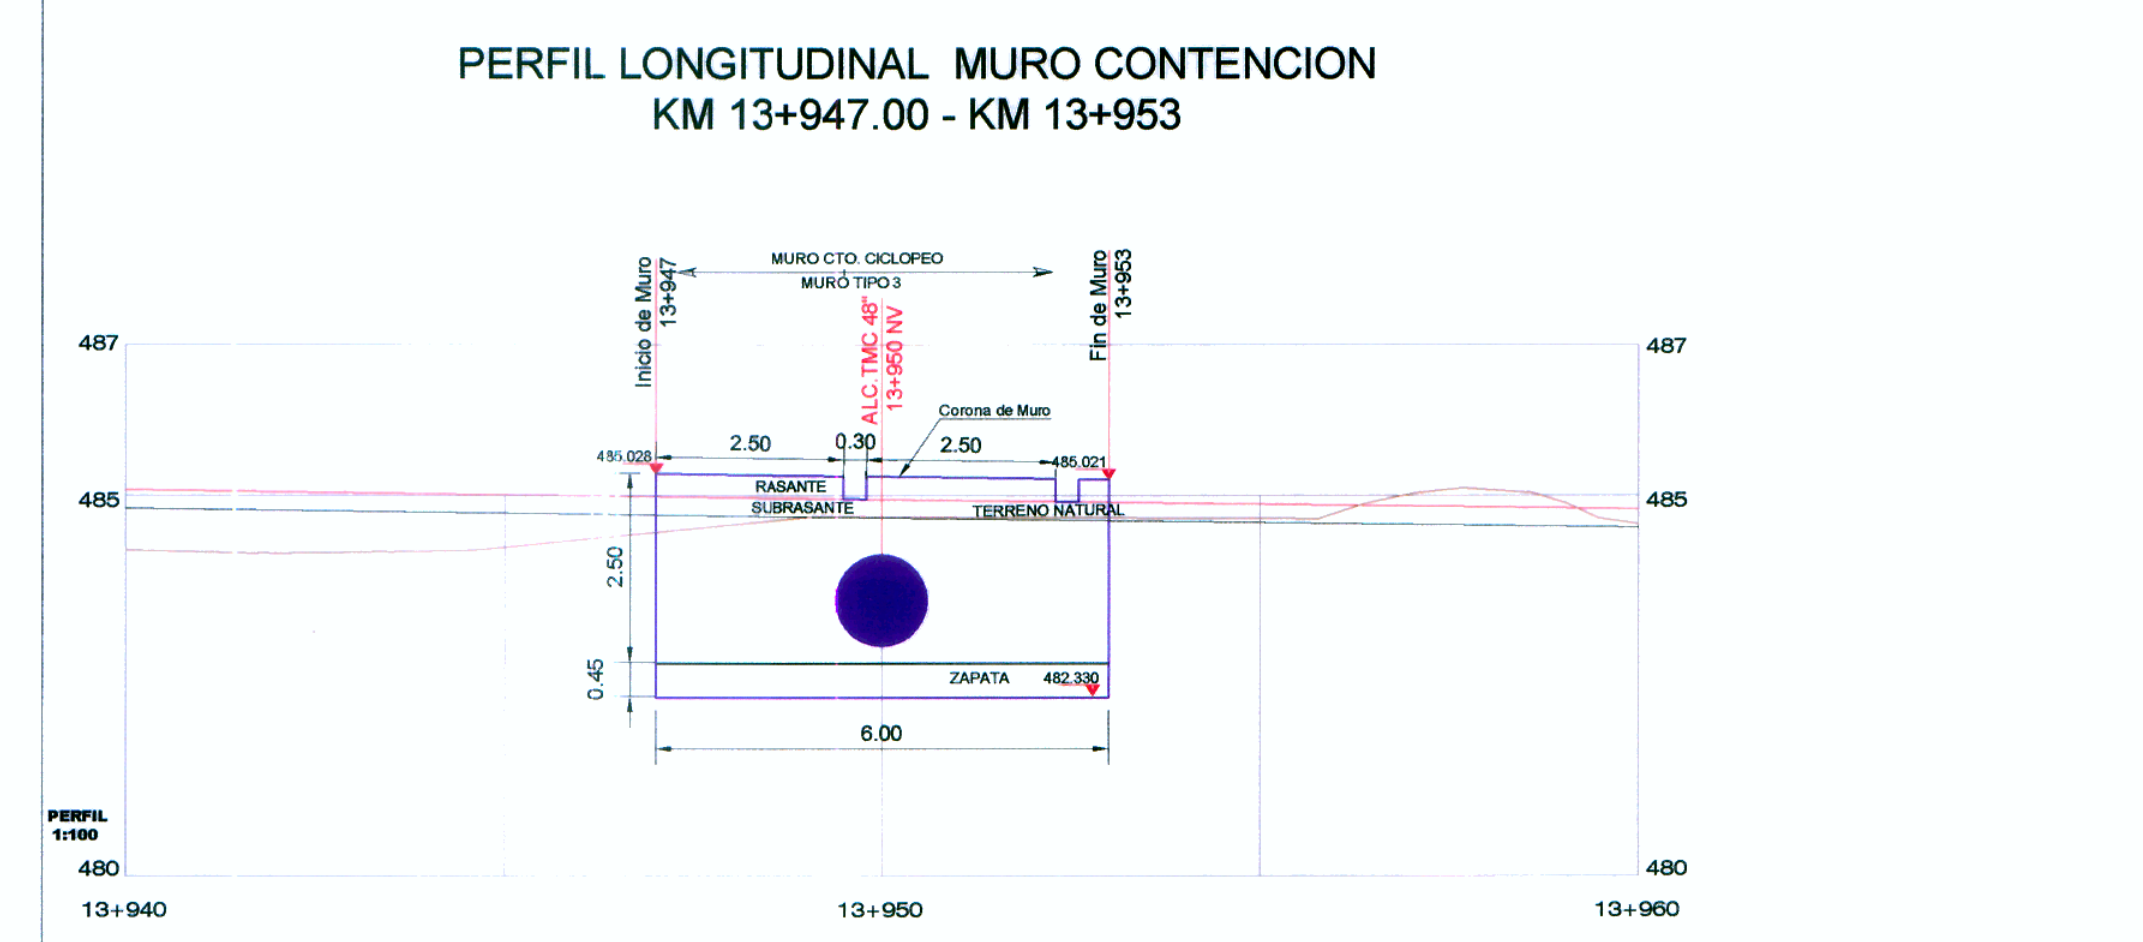 PERFIL LONGITUDINAL MURO CONTENCION
KM 13+947.00 - KM 13+953
MURO CTO. CICLOPEO
MURO TIPO 3
Inicio de Muro
13+947
ALC.TMC 48"
13+950 NV
Fin de Muro
13+953
487
487
Corona de Muro
2.50
0.30
2.50
485.028
485.021
RASANTE
485
485
SUBRASANTE
TERRENO NATURAL
2.50
0.45
ZAPATA
482.330
6.00
PERFIL
1:100
480
480
13+940
13+950
13+960